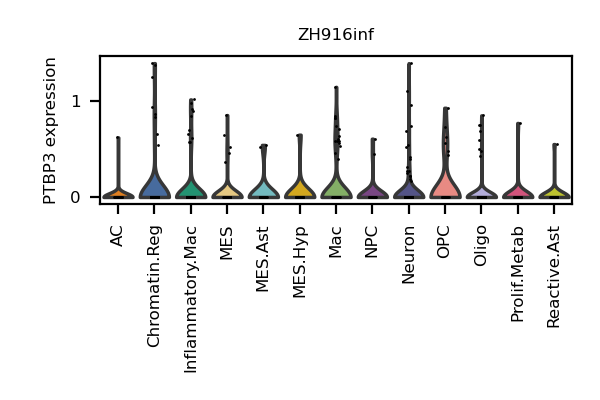 ZH916inf
PTBP3 expression
1
0
AC
Chromatin.Reg
Inflammatory.Mac
MES
MES.Ast
MES.Hyp
Mac
NPC
Neuron
OPC
Oligo
Prolif.Metab
Reactive.Ast